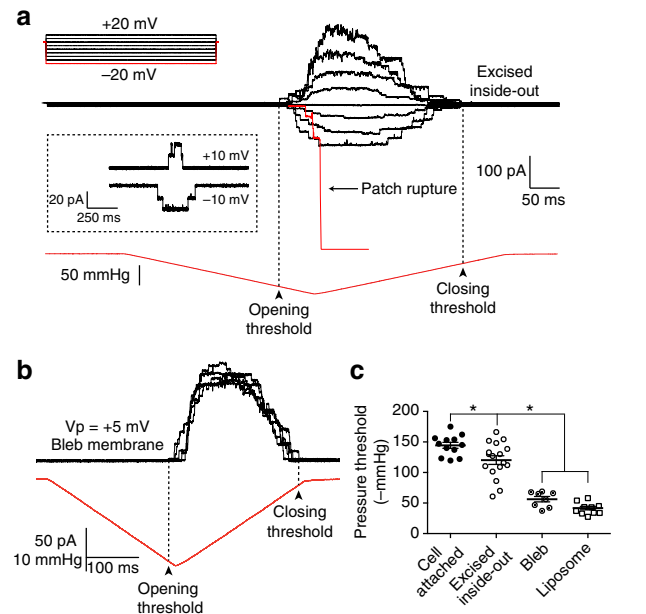 a
+20 mV
−20 mV
Excised
inside-out
+10 mV
20 pA
250 ms
−10 mV
Patch rupture
100 pA
50 ms
50 mmHg
Opening
threshold
Closing
threshold
b
Vp = +5 mV
Bleb membrane
50 pA
10 mmHg
100 ms
Closing
threshold
Opening
threshold
c
Pressure threshold
(−mmHg)
200
150
100
50
0
* *
Cell
attached
Excised
inside-out
Bleb
Liposome